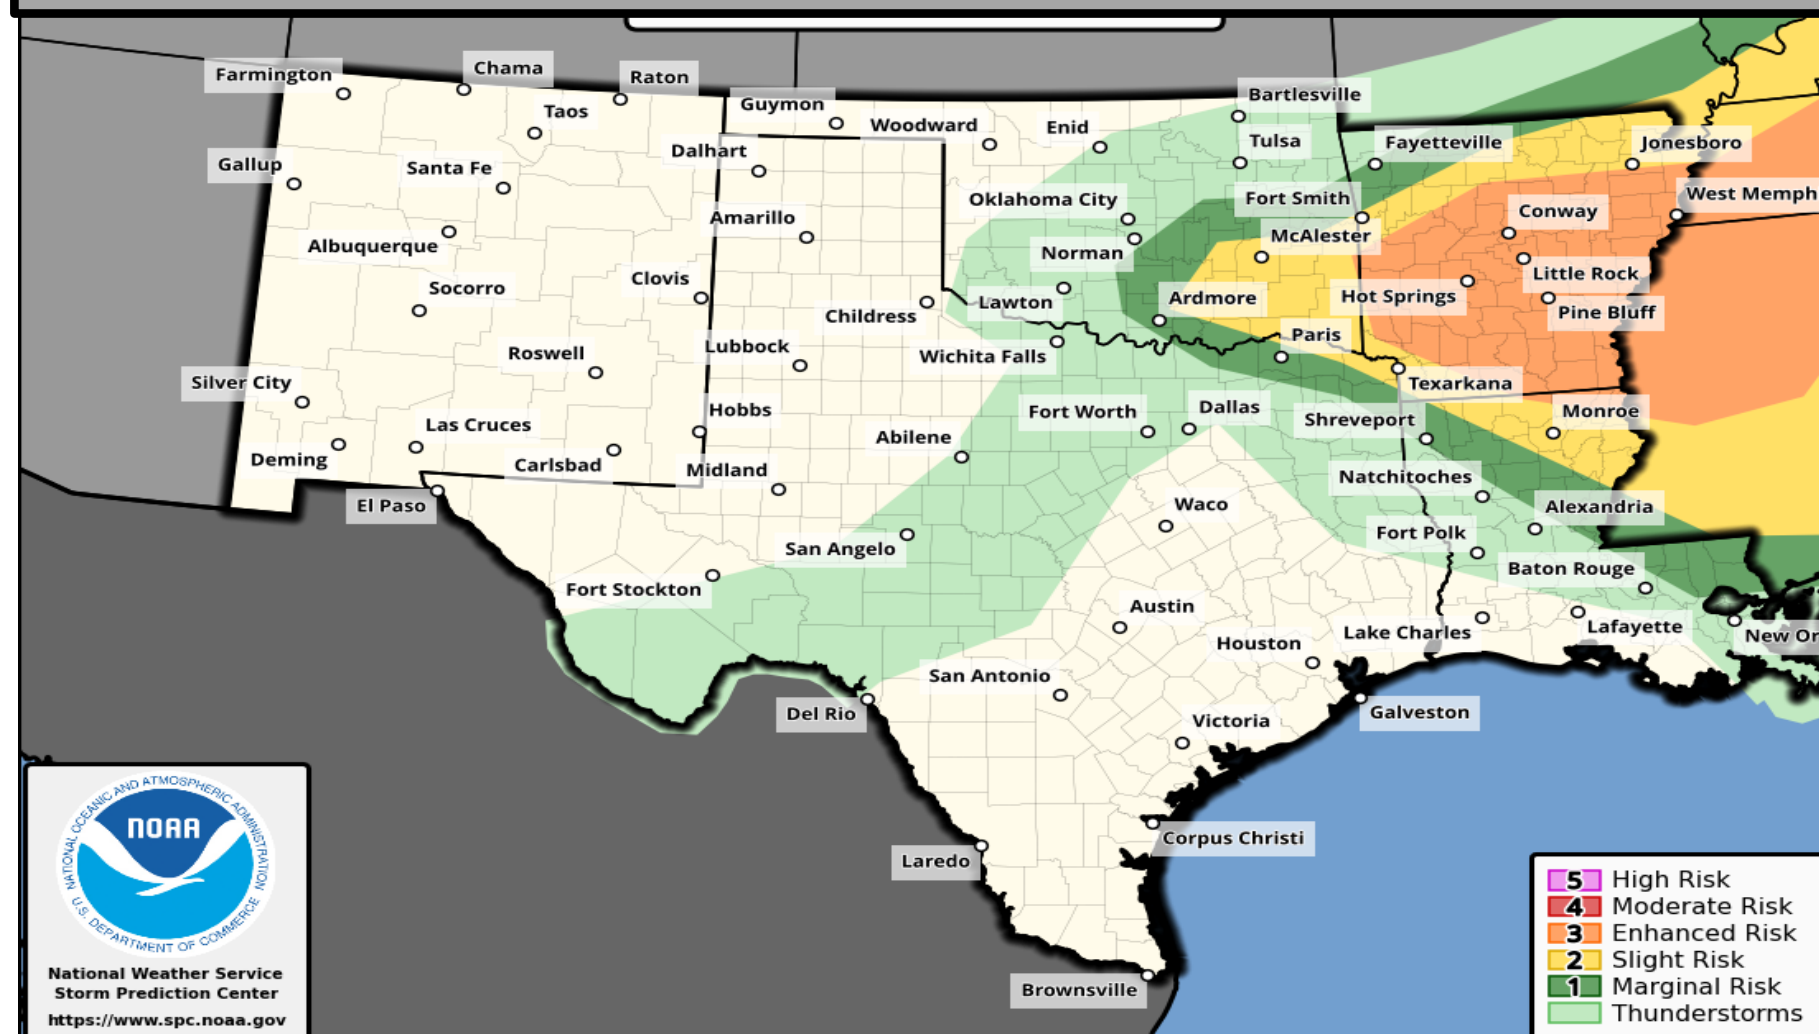 Farmington
Chama
Raton
Taos
Guymon
Woodward
Enid
Bartlesville
Tulsa
Fayetteville
Jonesboro
Gallup
Santa Fe
Dalhart
Oklahoma City
Fort Smith
Conway
West Memph
Albuquerque
Amarillo
Norman
McAlester
Little Rock
Socorro
Clovis
Childress
Lawton
Ardmore
Hot Springs
Pine Bluff
Roswell
Lubbock
Wichita Falls
Paris
Texarkana
Silver City
Las Cruces
Hobbs
Abilene
Fort Worth
Dallas
Shreveport
Monroe
Deming
Carlsbad
Midland
Natchitoches
El Paso
Waco
Alexandria
San Angelo
Fort Polk
Fort Stockton
Baton Rouge
Austin
Lake Charles
Lafayette
New Or
Houston
San Antonio
Del Rio
Victoria
Galveston
Corpus Christi
Laredo
Brownsville
NATIONAL OCEANIC AND ATMOSPHERIC ADMINISTRATION
NOAA
U.S. DEPARTMENT OF COMMERCE
National Weather Service
Storm Prediction Center
https://www.spc.noaa.gov
5 High Risk
4 Moderate Risk
3 Enhanced Risk
2 Slight Risk
1 Marginal Risk
Thunderstorms